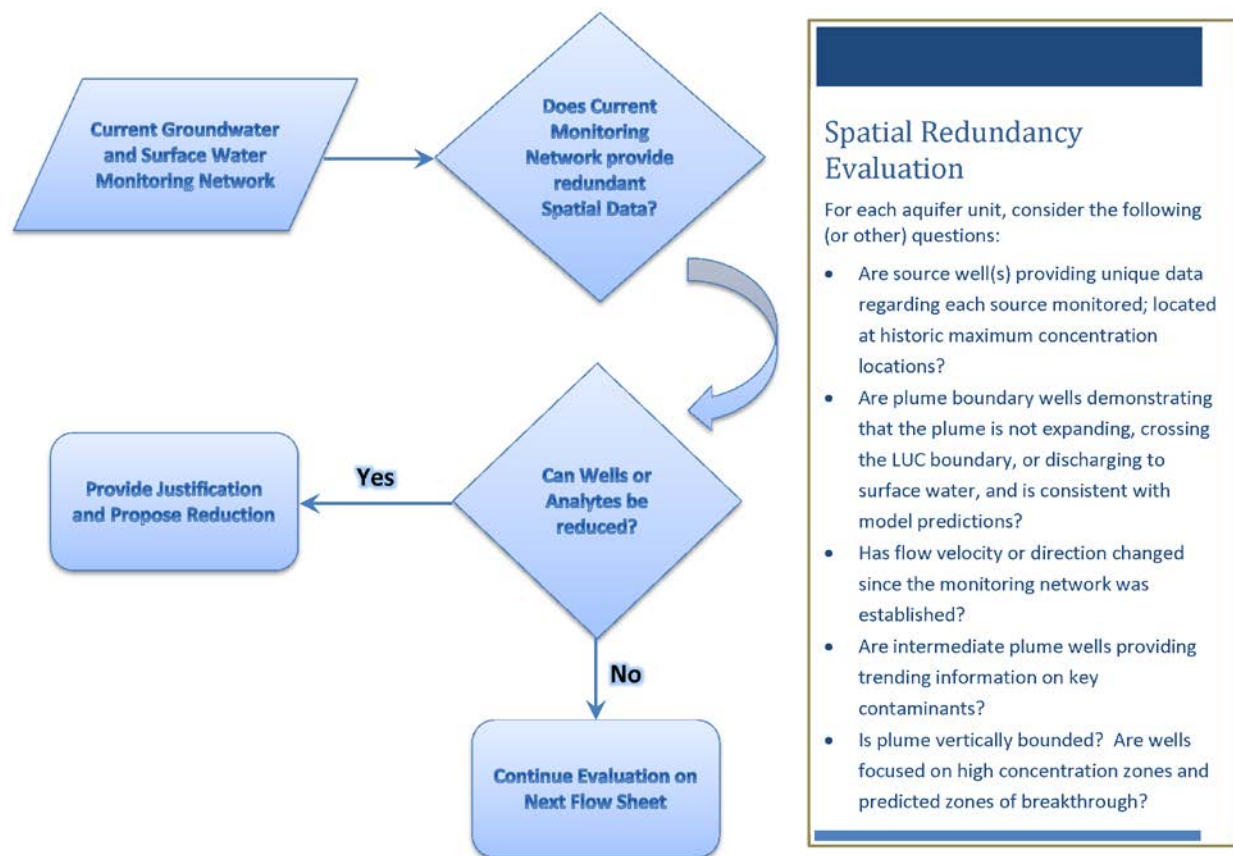 Current Groundwater
and Surface Water
Monitoring Network
Does Current
Monitoring
Network provide
redundant
Spatial Data?
Can Wells or
Analytes be
reduced?
Yes
Provide Justification
and Propose Reduction
No
Continue Evaluation on
Next Flow Sheet
Spatial Redundancy
Evaluation
For each aquifer unit, consider the following
(or other) questions:
• Are source well(s) providing unique data
regarding each source monitored; located
at historic maximum concentration
locations?
• Are plume boundary wells demonstrating
that the plume is not expanding, crossing
the LUC boundary, or discharging to
surface water, and is consistent with
model predictions?
• Has flow velocity or direction changed
since the monitoring network was
established?
• Are intermediate plume wells providing
trending information on key
contaminants?
• Is plume vertically bounded?  Are wells
focused on high concentration zones and
predicted zones of breakthrough?